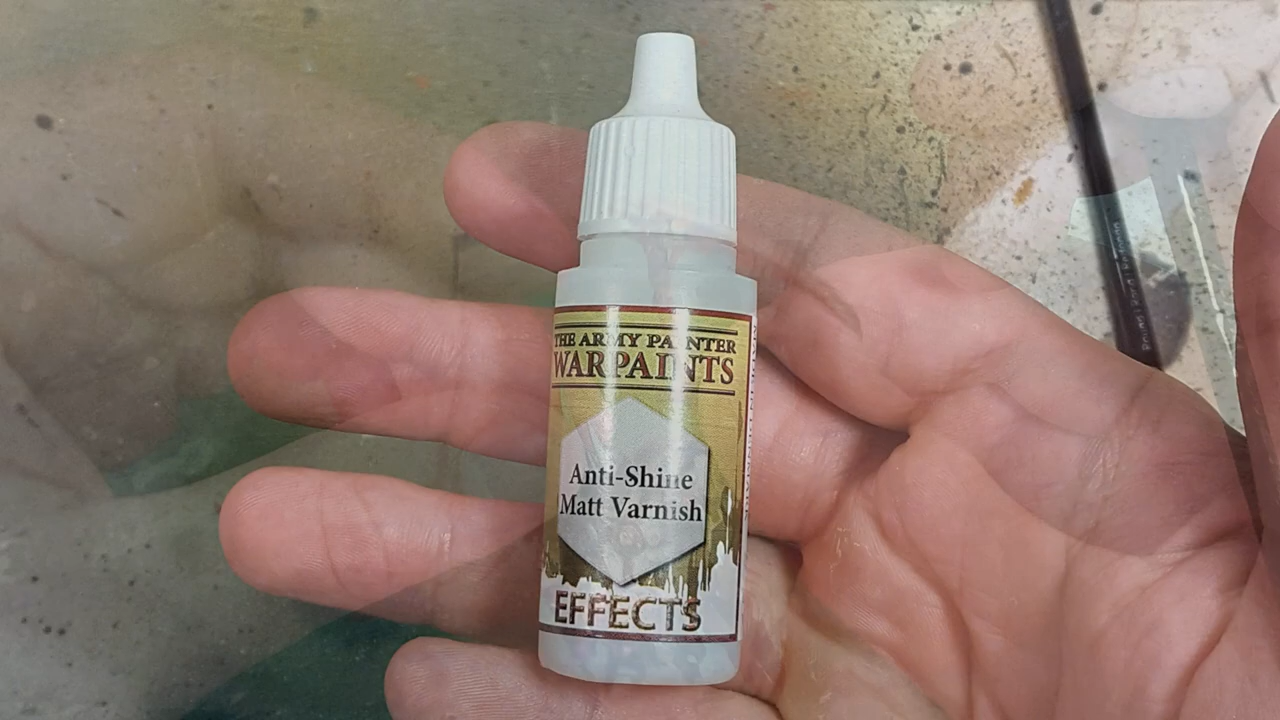 THE ARMY PAINTER
WARPAINTS
Anti-Shine
Matt Varnish
EFFECTS